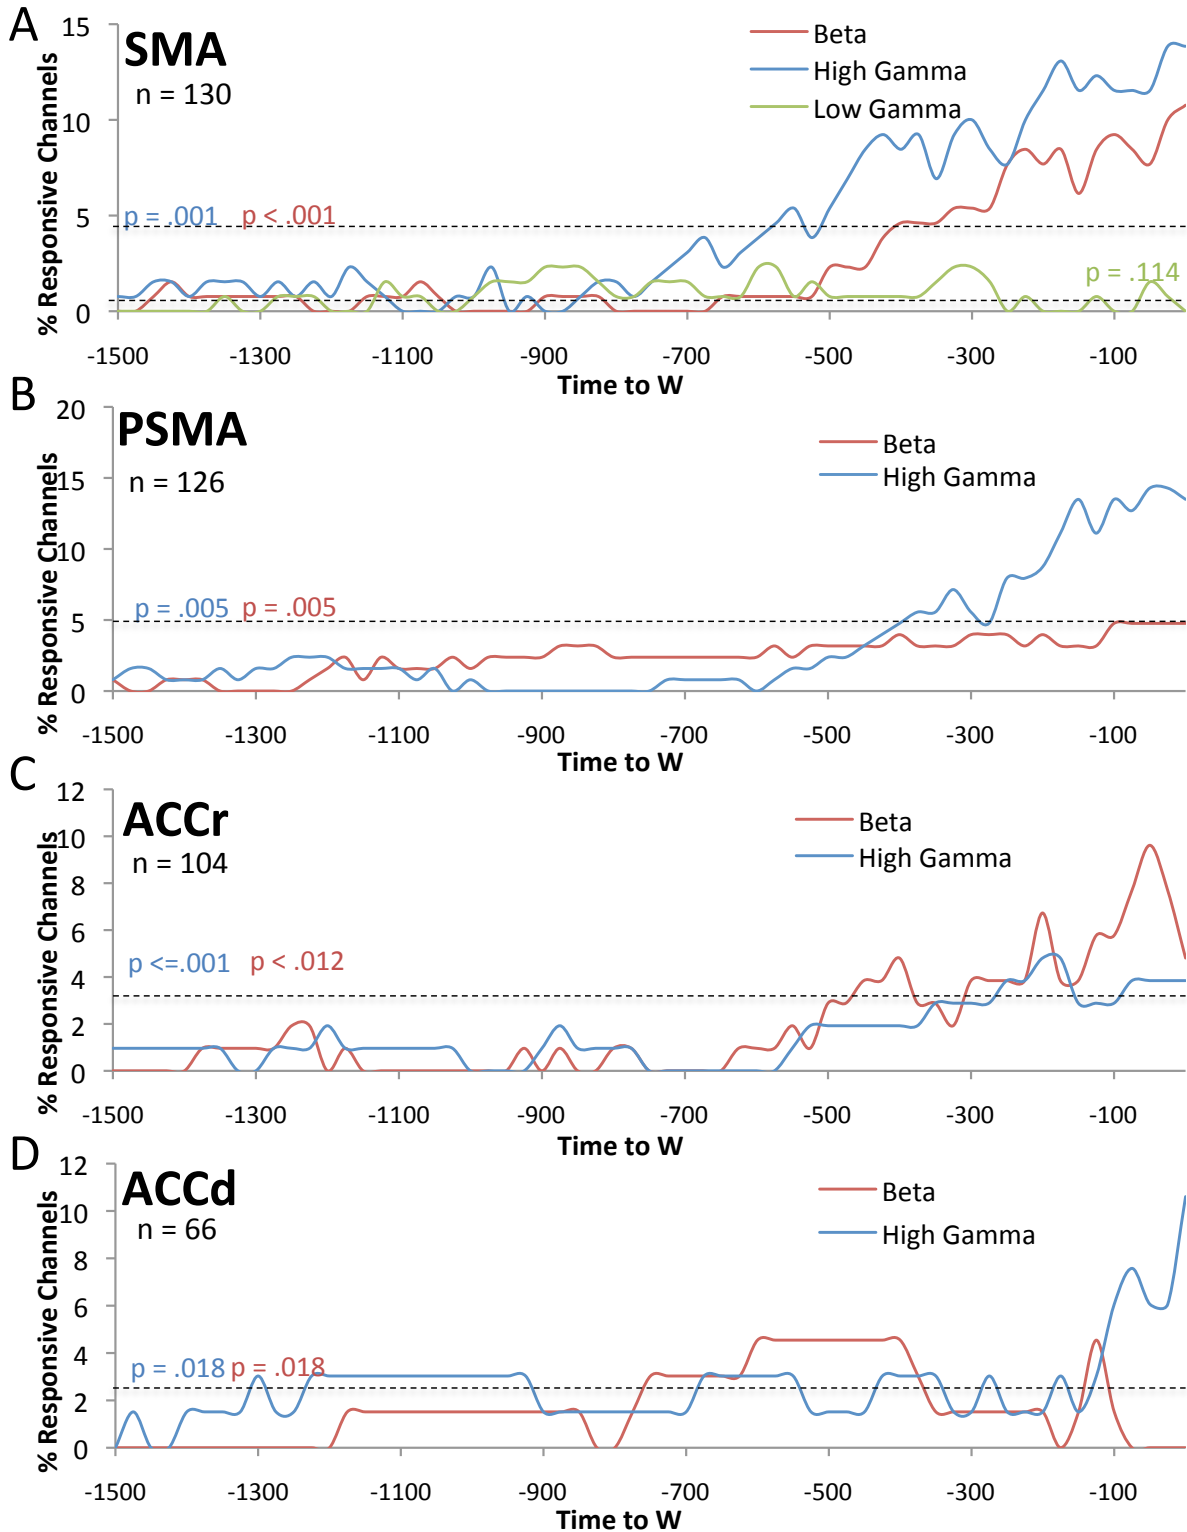 A
SMA
n = 130
Beta
High Gamma
Low Gamma
% Responsive Channels
15
10
5
0
p = .001 p < .001
p = .114
-1500 -1300 -1100 -900 -700 -500 -300 -100
Time to W
B
PSMA
n = 126
Beta
High Gamma
% Responsive Channels
20
15
10
5
0
p = .005 p = .005
-1500 -1300 -1100 -900 -700 -500 -300 -100
Time to W
C
ACCr
n = 104
Beta
High Gamma
% Responsive Channels
12
10
8
6
4
2
0
p <=.001 p < .012
-1500 -1300 -1100 -900 -700 -500 -300 -100
Time to W
D
ACCd
n = 66
Beta
High Gamma
% Responsive Channels
12
10
8
6
4
2
0
p = .018 p = .018
-1500 -1300 -1100 -900 -700 -500 -300 -100
Time to W